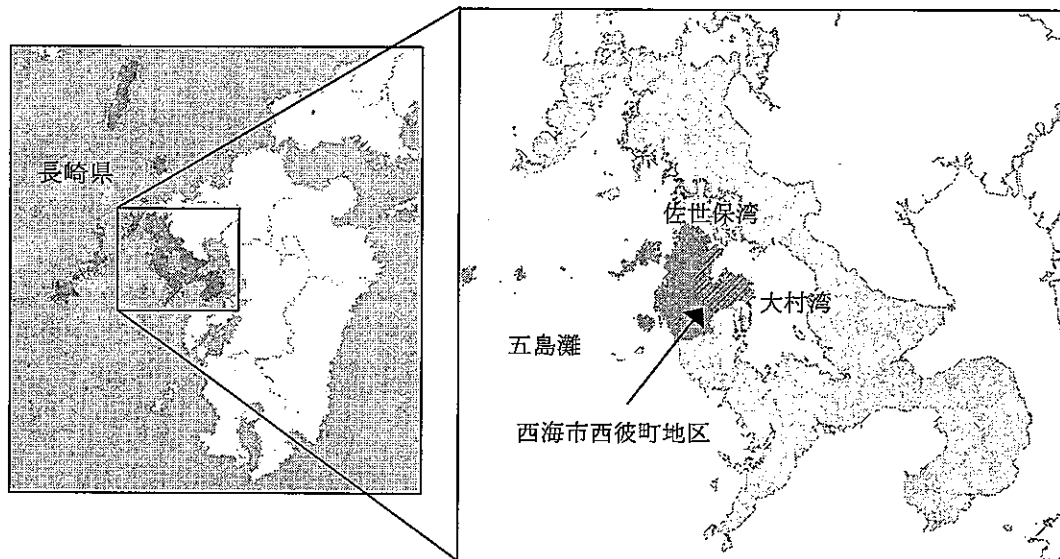 長崎県
佐世保湾
大村湾
五島灘
西海市西彼町地区